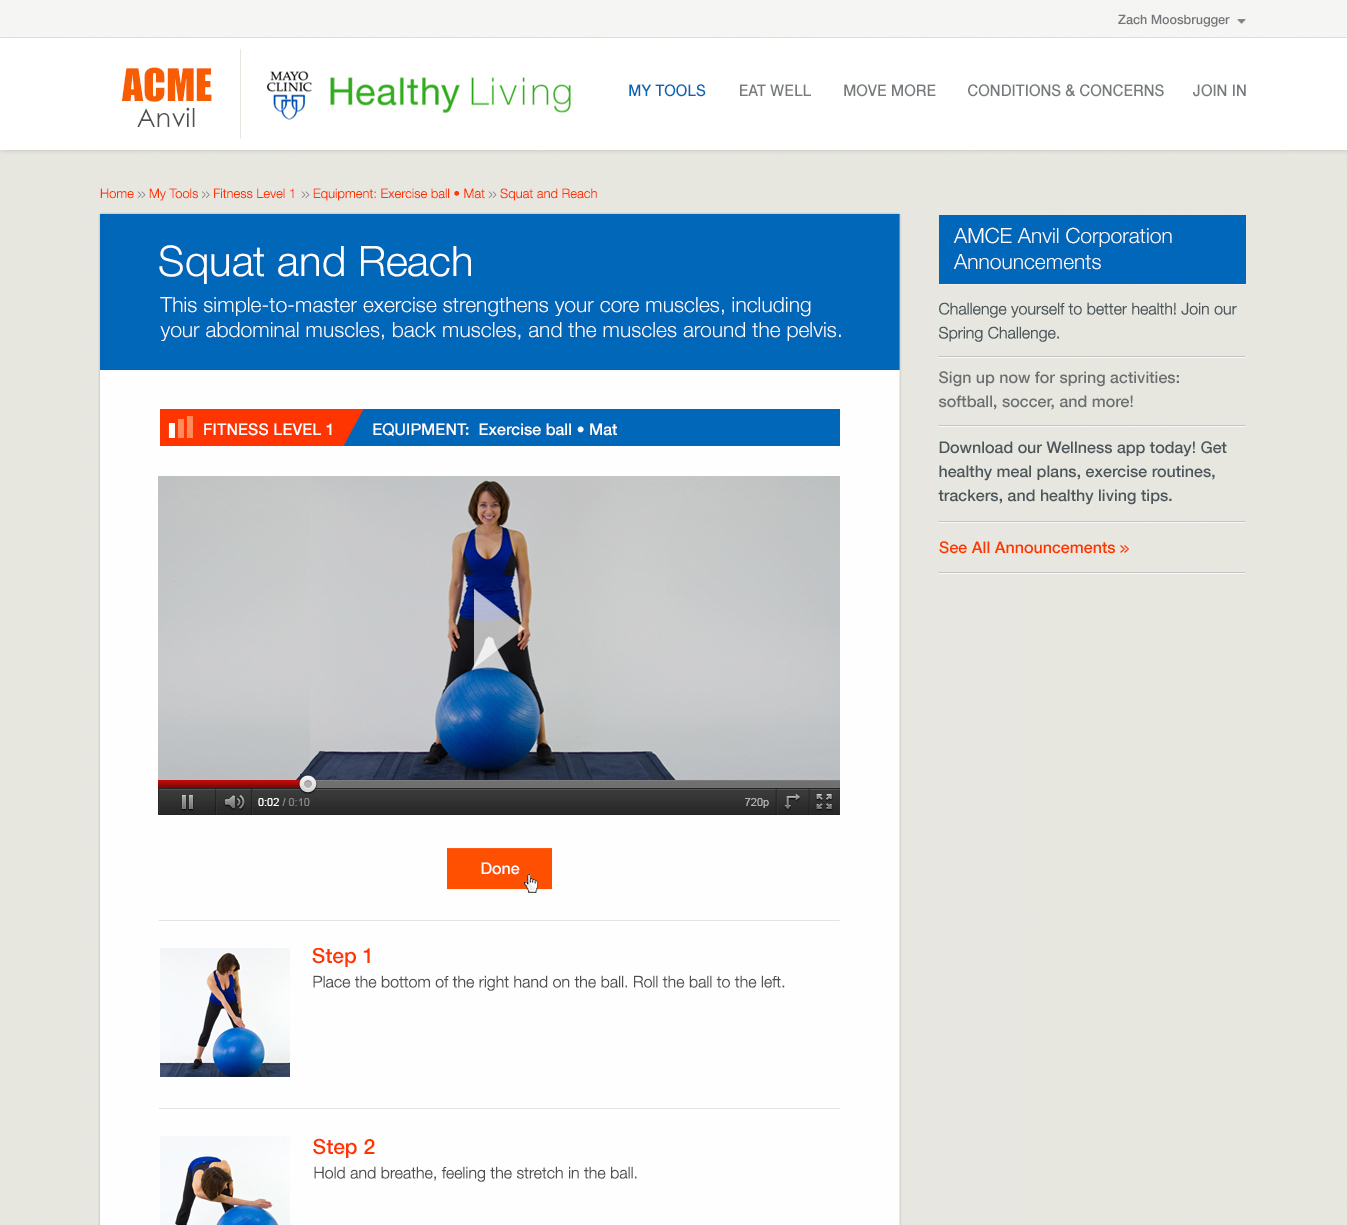 Zach Moosbrugger
ACME
Anvil
MAYO
CLINIC
Healthy Living
MY TOOLS
EAT WELL
MOVE MORE
CONDITIONS & CONCERNS
JOIN IN
Home » My Tools » Fitness Level 1 » Equipment: Exercise ball • Mat » Squat and Reach
Squat and Reach
This simple-to-master exercise strengthens your core muscles, including
your abdominal muscles, back muscles, and the muscles around the pelvis.
FITNESS LEVEL 1
EQUIPMENT: Exercise ball • Mat
0:02 / 0:10
720p
Done
Step 1
Place the bottom of the right hand on the ball. Roll the ball to the left.
Step 2
Hold and breathe, feeling the stretch in the ball.
AMCE Anvil Corporation
Announcements
Challenge yourself to better health! Join our
Spring Challenge.
Sign up now for spring activities:
softball, soccer, and more!
Download our Wellness app today! Get
healthy meal plans, exercise routines,
trackers, and healthy living tips.
See All Announcements »